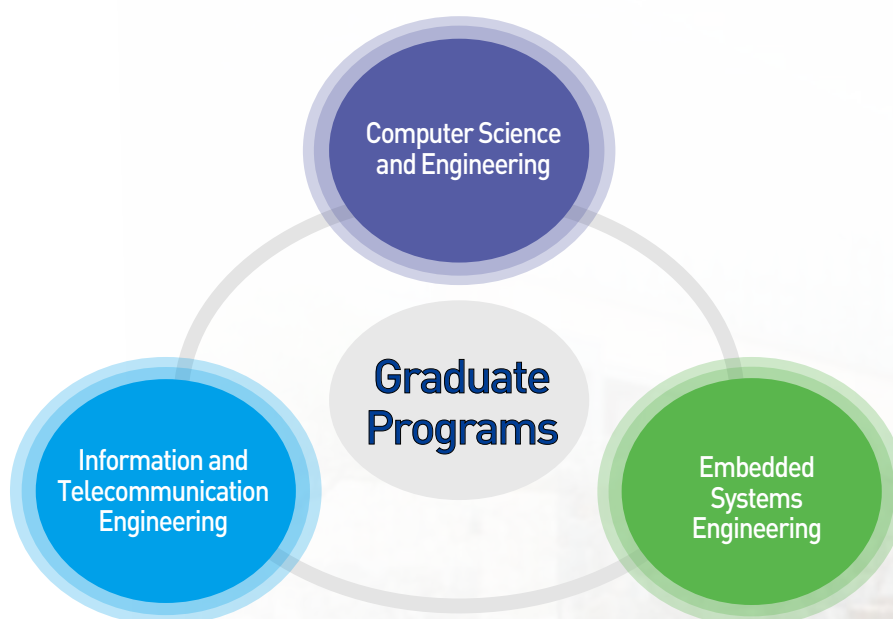 Computer Science
and Engineering
Graduate
Programs
Information and
Telecommunication
Engineering
Embedded
Systems
Engineering